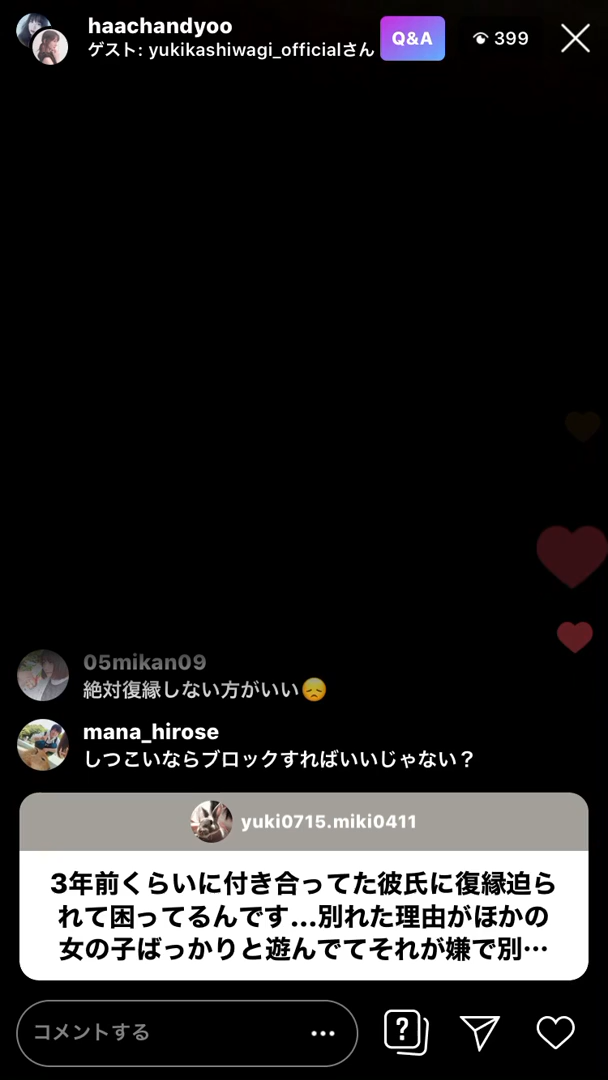 haachandyoo
ゲスト: yukikashiwagi_officialさん
Q&A
399
05mikan09
絶対復縁しない方がいい😞
mana_hirose
しつこいならブロックすればいいじゃない？
yuki0715.miki0411
3年前くらいに付き合ってた彼氏に復縁迫ら
れて困ってるんです…別れた理由がほかの
女の子ばっかりと遊んでてそれが嫌で別…
コメントする